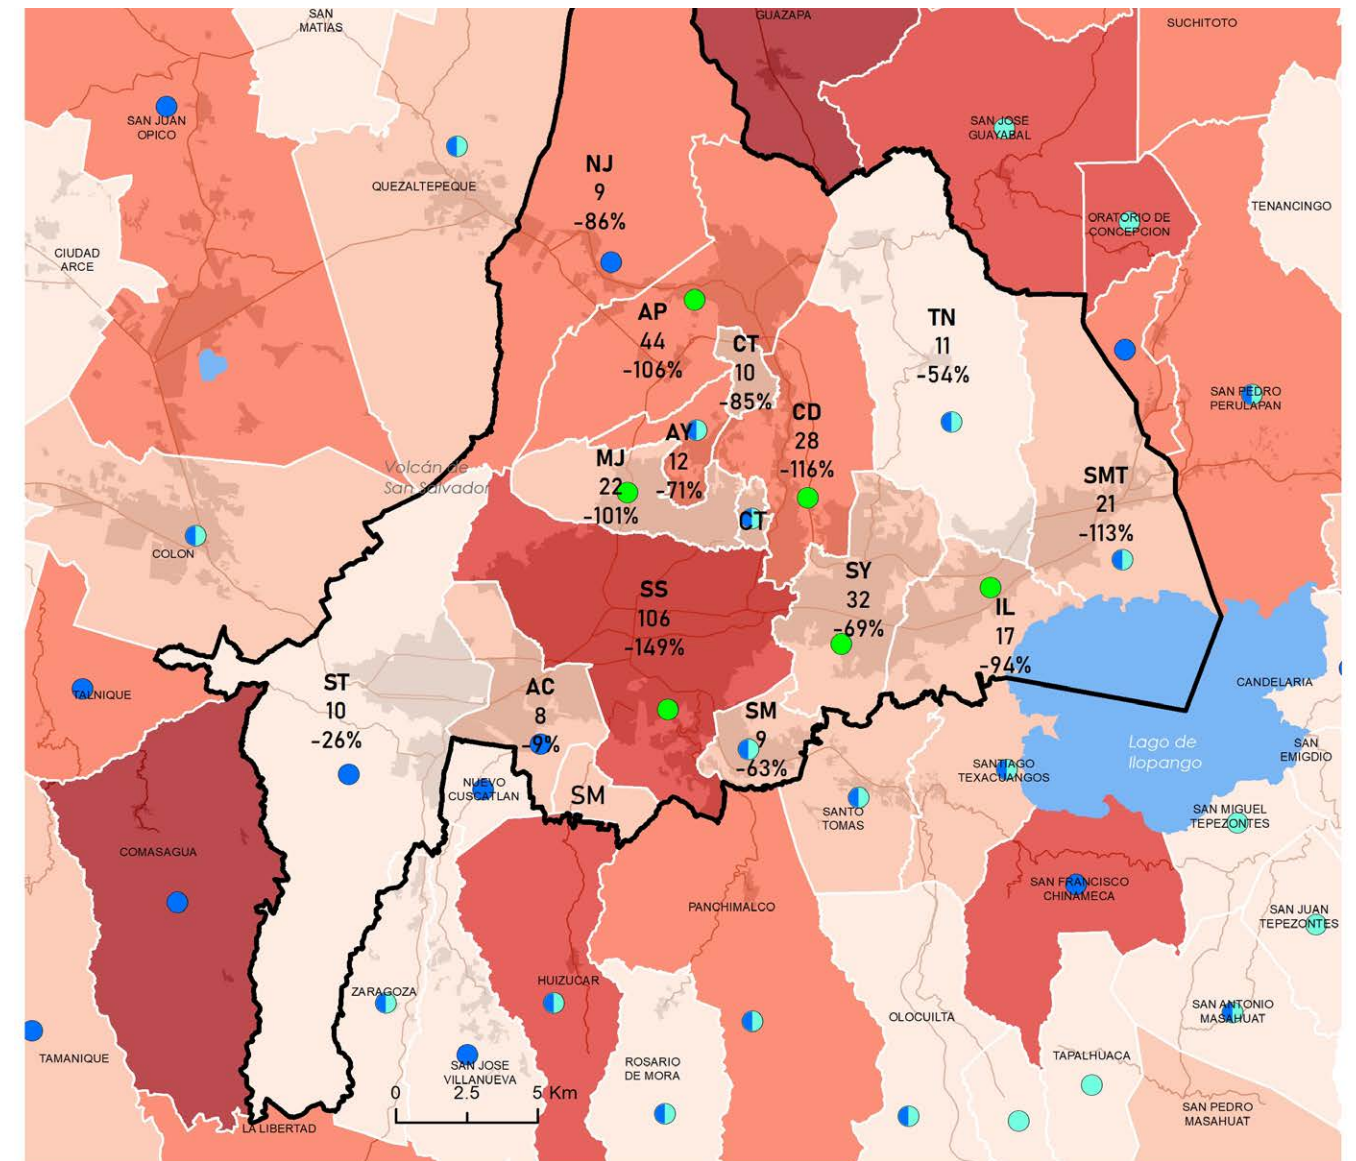 SAN
MATIAS
GUAZAPA
SUCHITOTO
SAN JUAN
OPICO
SAN JOSE
GUAYABAL
QUEZALTEPEQUE
NJ
9
-86%
ORATORIO DE
CONCEPCION
TENANCINGO
CIUDAD
ARCE
AP
44
-106%
CT
10
-85%
TN
11
-54%
SAN PEDRO
PERULAPAN
CD
28
-116%
AY
12
-71%
MJ
22
-101%
Volcán de
San Salvador
SMT
21
-113%
CT
COLON
SS
106
-149%
SY
32
-69%
IL
17
-94%
ST
10
-26%
AC
8
-9%
SM
9
-63%
TALNIQUE
CANDELARIA
Lago de
Ilopango
SAN
EMIGDIO
NUEVO
CUSCATLAN
SM
SANTIAGO
TEXACUANGOS
SANTO
TOMAS
SAN MIGUEL
TEPEZONTES
COMASAGUA
SAN FRANCISCO
CHINAMECA
PANCHIMALCO
SAN JUAN
TEPEZONTES
HUIZUCAR
ZARAGOZA
OLOCUILTA
SAN ANTONIO
MASAHUAT
TAMANIQUE
SAN JOSE
VILLANUEVA
ROSARIO
DE MORA
TAPALHUACA
0 2.5 5 Km
SAN PEDRO
MASAHUAT
LA LIBERTAD